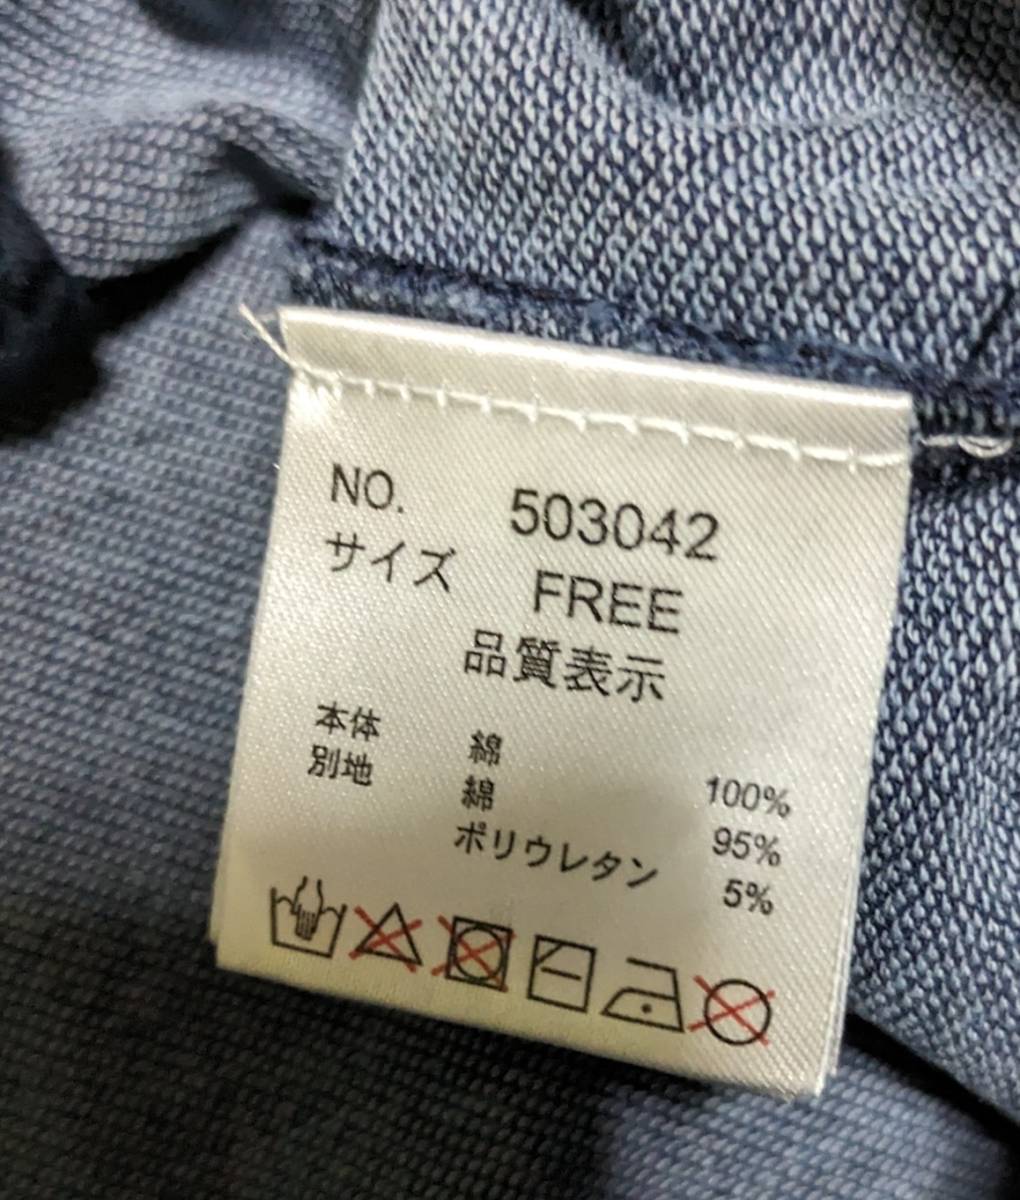 NO. 503042
サイズ FREE
品質表示
本体 綿 100%
別地 綿 95%
ポリウレタン 5%